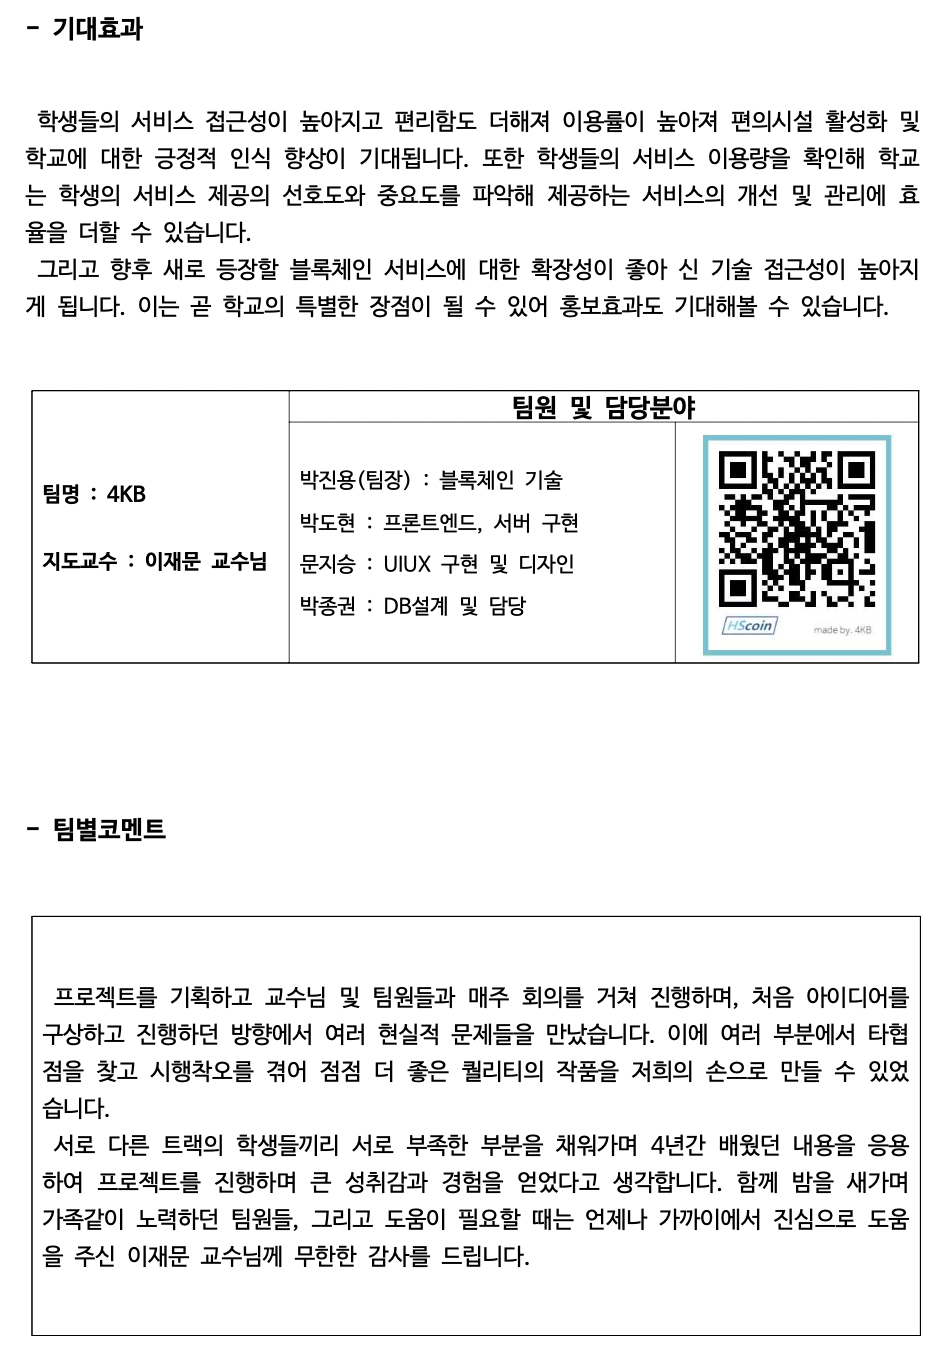 - 기대효과
학생들의 서비스 접근성이 높아지고 편리함도 더해져 이용률이 높아져 편의시설 활성화 및
학교에 대한 긍정적 인식 향상이 기대됩니다. 또한 학생들의 서비스 이용량을 확인해 학교
는 학생의 서비스 제공의 선호도와 중요도를 파악해 제공하는 서비스의 개선 및 관리에 효
율을 더할 수 있습니다.
그리고 향후 새로 등장할 블록체인 서비스에 대한 확장성이 좋아 신 기술 접근성이 높아지
게 됩니다. 이는 곧 학교의 특별한 장점이 될 수 있어 홍보효과도 기대해볼 수 있습니다.
팀명 : 4KB
지도교수 : 이재문 교수님
팀원 및 담당분야
박진용(팀장) : 블록체인 기술
박도현 : 프론트엔드, 서버 구현
문지승 : UIUX 구현 및 디자인
박종권 : DB설계 및 담당
HScoin
made by. 4KB
- 팀별코멘트
프로젝트를 기획하고 교수님 및 팀원들과 매주 회의를 거쳐 진행하며, 처음 아이디어를
구상하고 진행하던 방향에서 여러 현실적 문제들을 만났습니다. 이에 여러 부분에서 타협
점을 찾고 시행착오를 겪어 점점 더 좋은 퀄리티의 작품을 저희의 손으로 만들 수 있었
습니다.
서로 다른 트랙의 학생들끼리 서로 부족한 부분을 채워가며 4년간 배웠던 내용을 응용
하여 프로젝트를 진행하며 큰 성취감과 경험을 얻었다고 생각합니다. 함께 밤을 새가며
가족같이 노력하던 팀원들, 그리고 도움이 필요할 때는 언제나 가까이에서 진심으로 도움
을 주신 이재문 교수님께 무한한 감사를 드립니다.